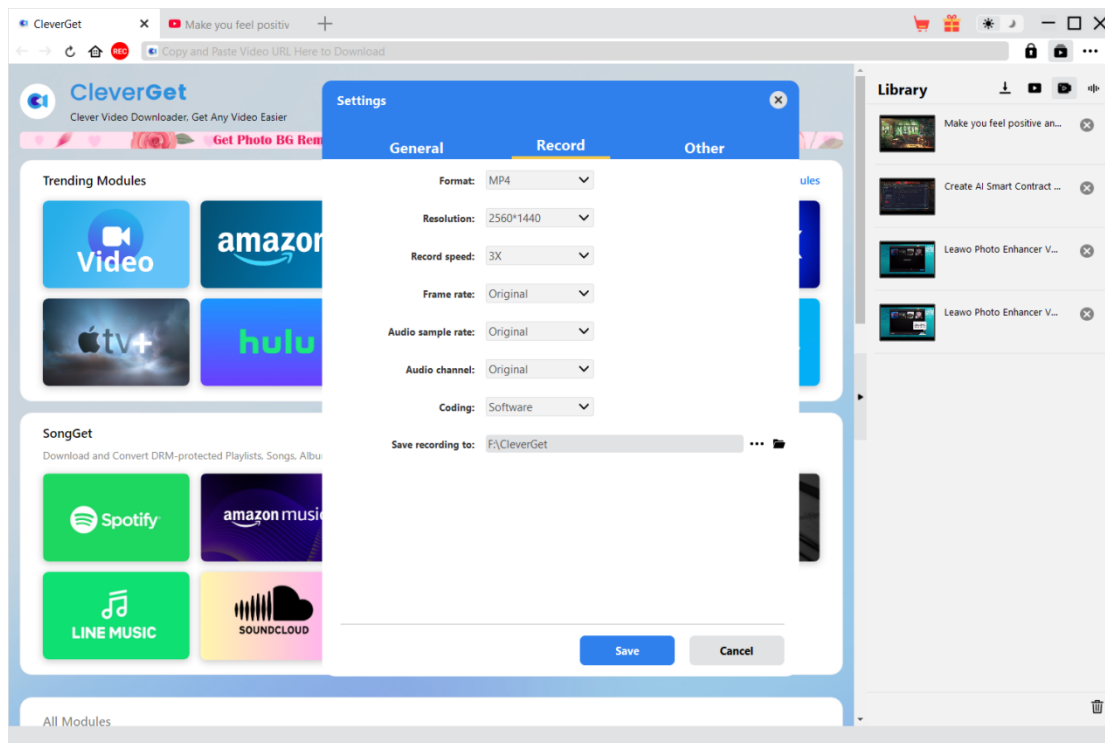 CleverGet
Make you feel positiv
REC
Copy and Paste Video URL Here to Download
CleverGet
Clever Video Downloader, Get Any Video Easier
Get Photo BG Rem
Trending Modules
ules
Video
amazon
tv+
hulu
SongGet
Download and Convert DRM-protected Playlists, Songs, Albu
Spotify
amazon musi
LINE MUSIC
SOUNDCLOUD
All Modules
Settings
General
Record
Other
Format: MP4
Resolution: 2560*1440
Record speed: 3X
Frame rate: Original
Audio sample rate: Original
Audio channel: Original
Coding: Software
Save recording to: F:\CleverGet
Save
Cancel
Library
Make you feel positive an...
Create AI Smart Contract ...
Leawo Photo Enhancer V...
Leawo Photo Enhancer V...